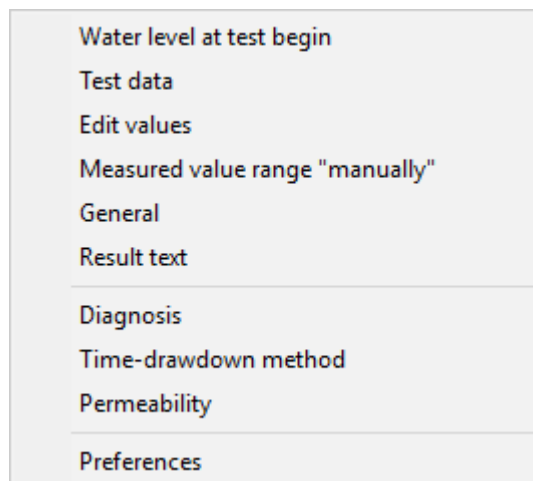 Water level at test begin
Test data
Edit values
Measured value range "manually"
General
Result text
Diagnosis
Time-drawdown method
Permeability
Preferences